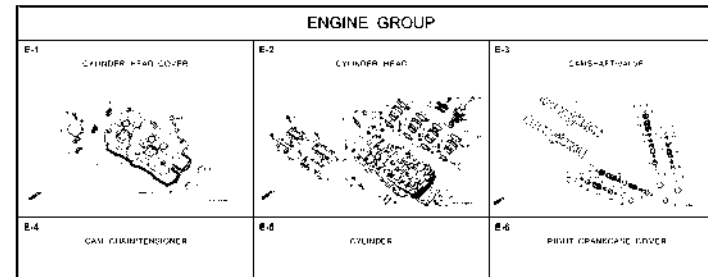 ENGINE GROUP
E-1
CYLINDER HEAD COVER
E-2
CYLINDER HEAD
E-3
CAMSHAFT-VALVE
E-4
CAM CHAIN/TENSIONER
E-5
CYLINDER
E-6
RIGHT CRANKCASE COVER